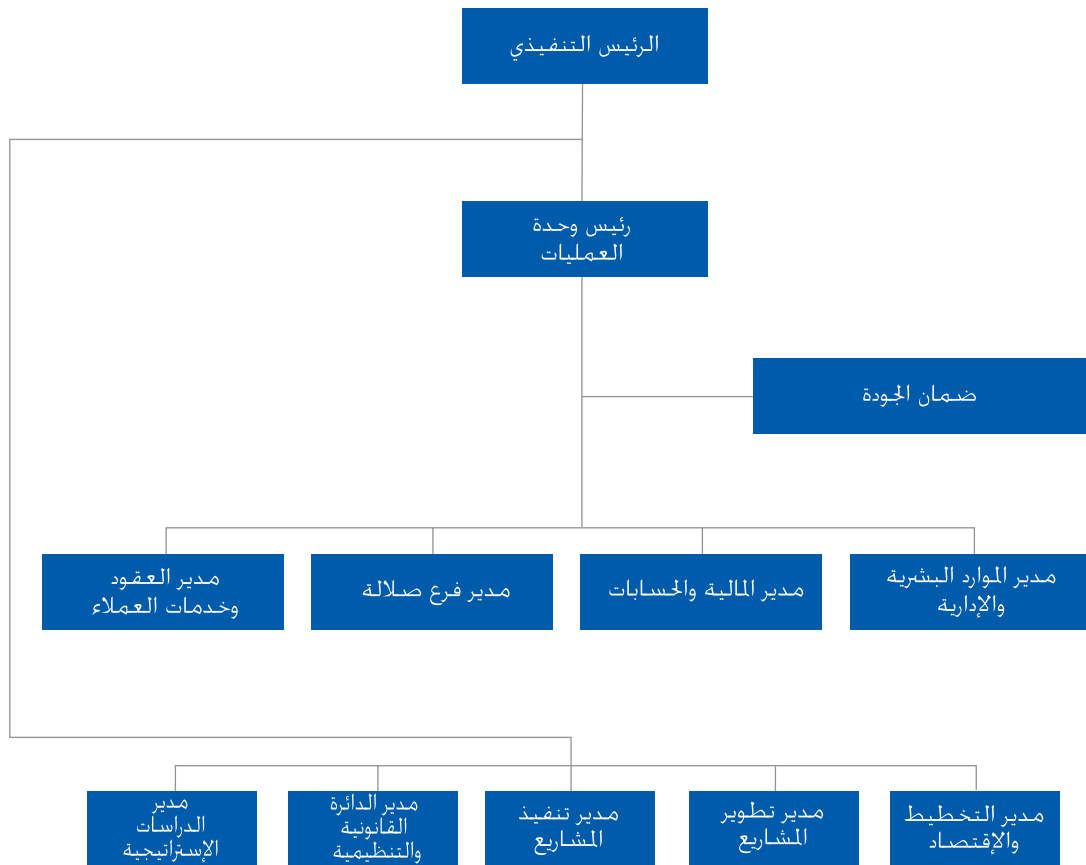 الرئيس التنفيذي
رئيس وحدة
العمليات
ضمان الجودة
مدير الموارد البشرية
والإدارية
مدير المالية والحسابات
مدير فرع صلالة
مدير العقود
وخدمات العملاء
مدير التخطيط
والإقتصاد
مدير تطوير
المشاريع
مدير تنفيذ
المشاريع
مدير الدائرة
القانونية
والتنظيمية
مدير
الدراسات
الإستراتيجية